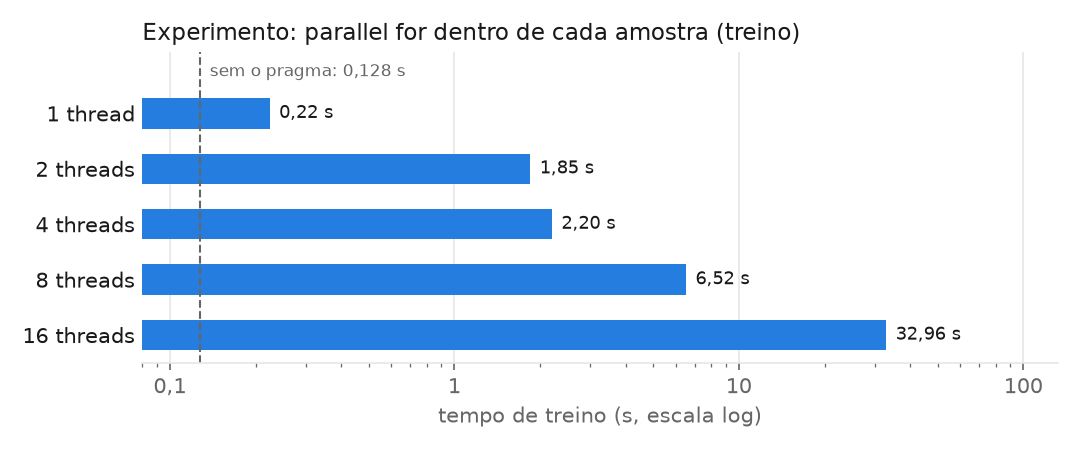 Experimento: parallel for dentro de cada amostra (treino)
sem o pragma: 0,128 s
1 thread 0,22 s
2 threads 1,85 s
4 threads 2,20 s
8 threads 6,52 s
16 threads 32,96 s
0,1 1 10 100
tempo de treino (s, escala log)